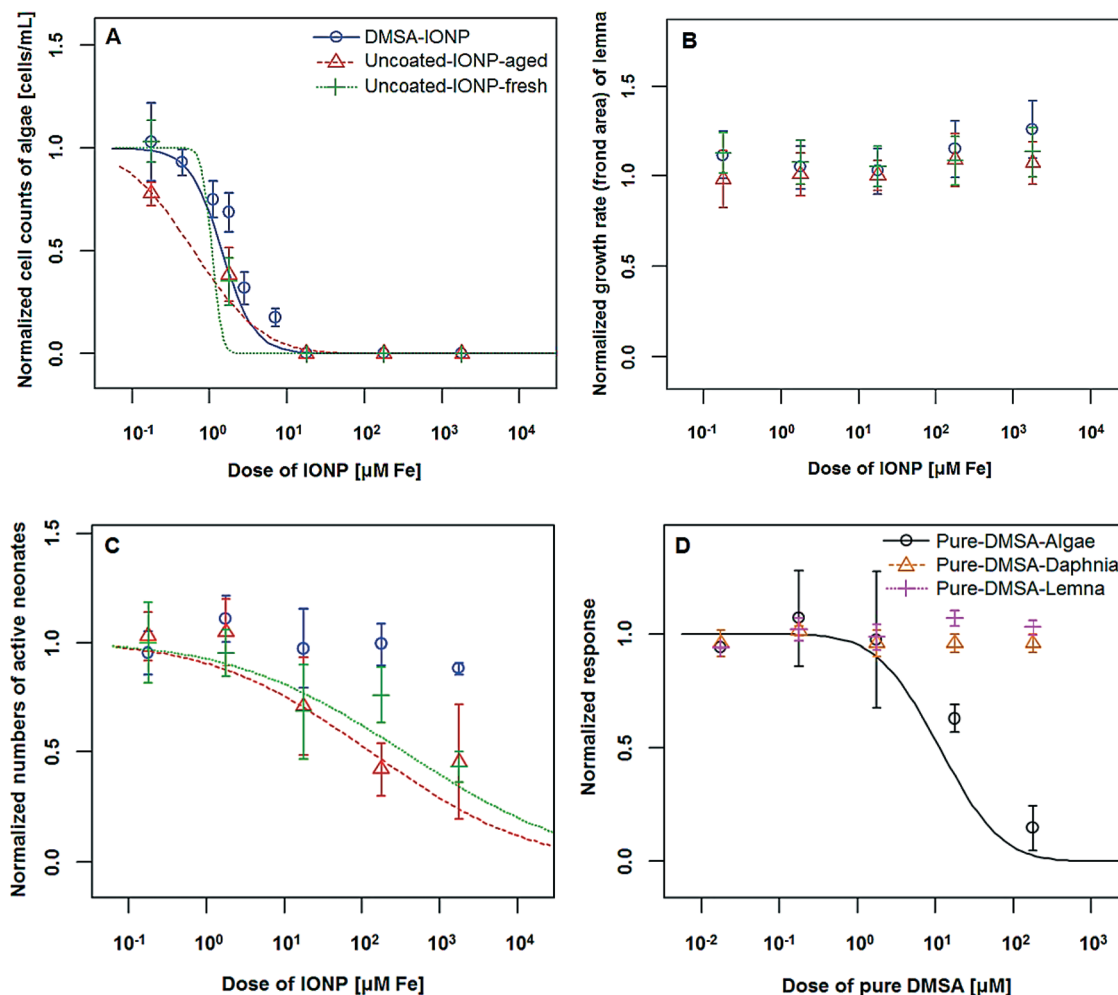 A
DMSA-IONP
Uncoated-IONP-aged
Uncoated-IONP-fresh
Normalized cell counts of algae [cells/mL]
1.5
1.0
0.5
0.0
10⁻¹ 10⁰ 10¹ 10² 10³ 10⁴
Dose of IONP [µM Fe]
B
Normalized growth rate (frond area) of lemna
1.5
1.0
0.5
0.0
10⁻¹ 10⁰ 10¹ 10² 10³ 10⁴
Dose of IONP [µM Fe]
C
Normalized numbers of active neonates
1.5
1.0
0.5
0.0
10⁻¹ 10⁰ 10¹ 10² 10³ 10⁴
Dose of IONP [µM Fe]
D
Pure-DMSA-Algae
Pure-DMSA-Daphnia
Pure-DMSA-Lemna
Normalized response
1.0
0.5
0.0
10⁻² 10⁻¹ 10⁰ 10¹ 10² 10³
Dose of pure DMSA [µM]